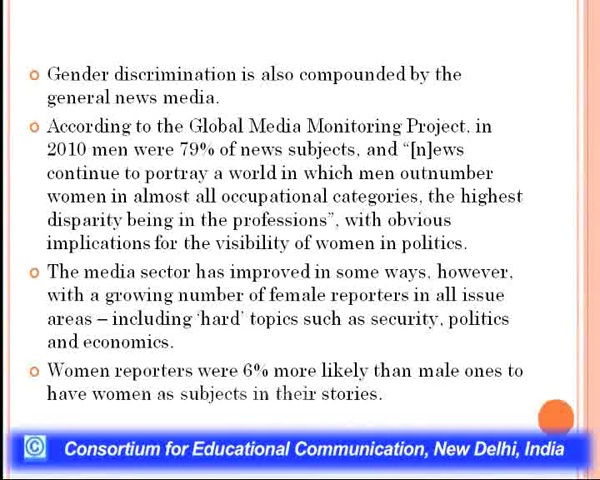 Gender discrimination is also compounded by the
general news media.
According to the Global Media Monitoring Project, in
2010 men were 79% of news subjects, and “[n]ews
continue to portray a world in which men outnumber
women in almost all occupational categories, the highest
disparity being in the professions”, with obvious
implications for the visibility of women in politics.
The media sector has improved in some ways, however,
with a growing number of female reporters in all issue
areas – including ‘hard’ topics such as security, politics
and economics.
Women reporters were 6% more likely than male ones to
have women as subjects in their stories.
© Consortium for Educational Communication, New Delhi, India